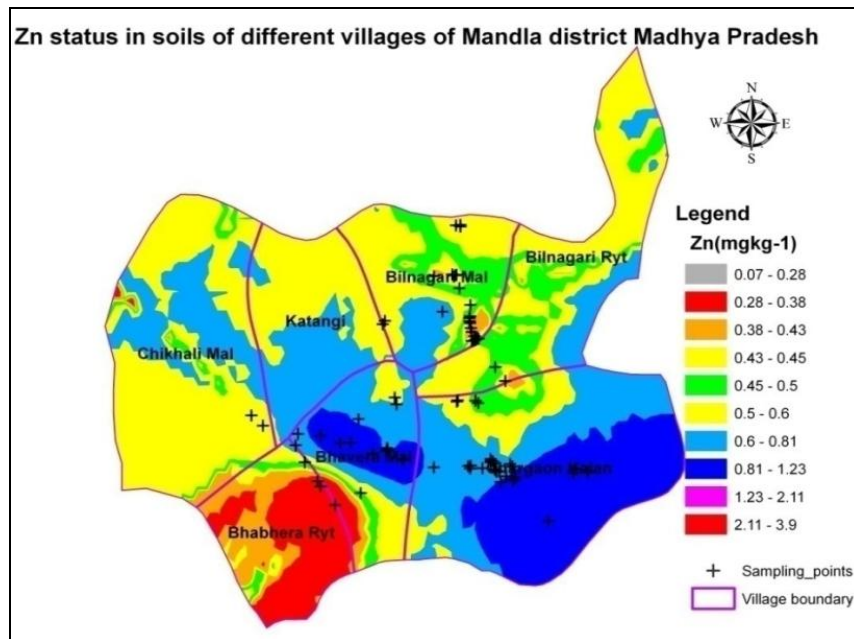 Zn status in soils of different villages of Mandla district Madhya Pradesh
N
W E
S
Legend
Zn(mgkg-1)
0.07 - 0.28
0.28 - 0.38
0.38 - 0.43
0.43 - 0.45
0.45 - 0.5
0.5 - 0.6
0.6 - 0.81
0.81 - 1.23
1.23 - 2.11
2.11 - 3.9
Sampling_points
Village boundary
Bilnagari Ryt
Bilnagari Mal
Katangi
Chikhali Mal
Bhavera Mal
Bhabhera Ryt